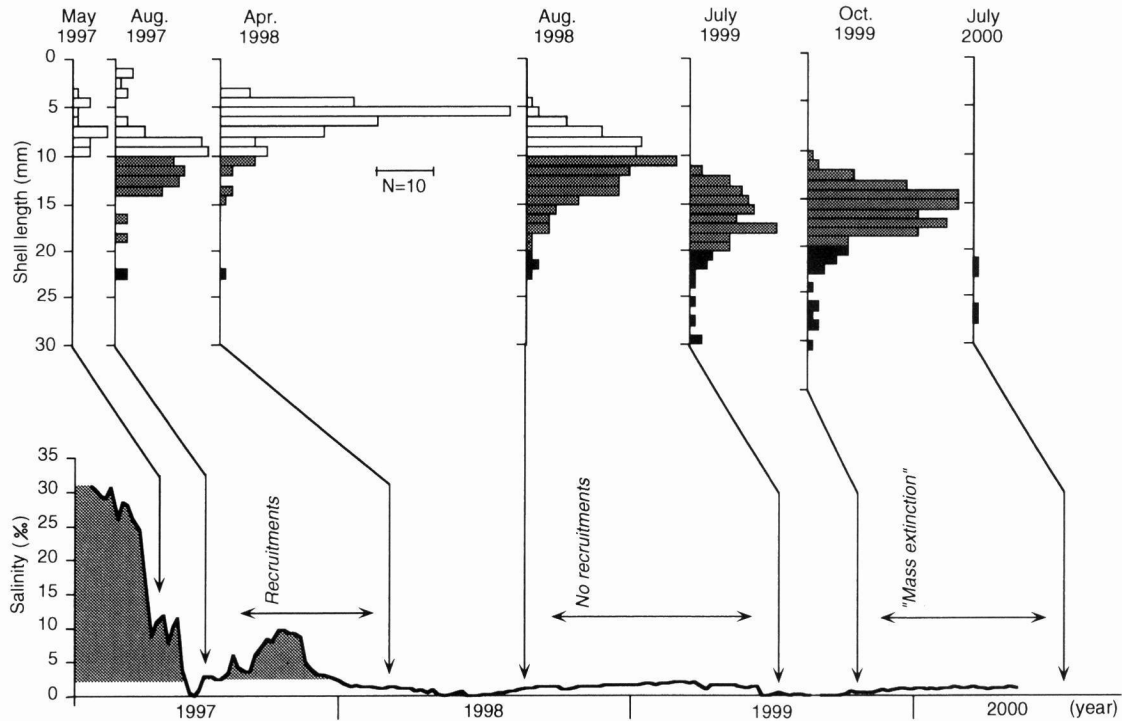 May 1997
Aug. 1997
Apr. 1998
Aug. 1998
July 1999
Oct. 1999
July 2000
Shell length (mm)
0
5
10
15
20
25
30
N=10
Salinity (‰)
35
30
25
20
15
10
5
0
Recruitments
No recruitments
"Mass extinction"
1997
1998
1999
2000
(year)